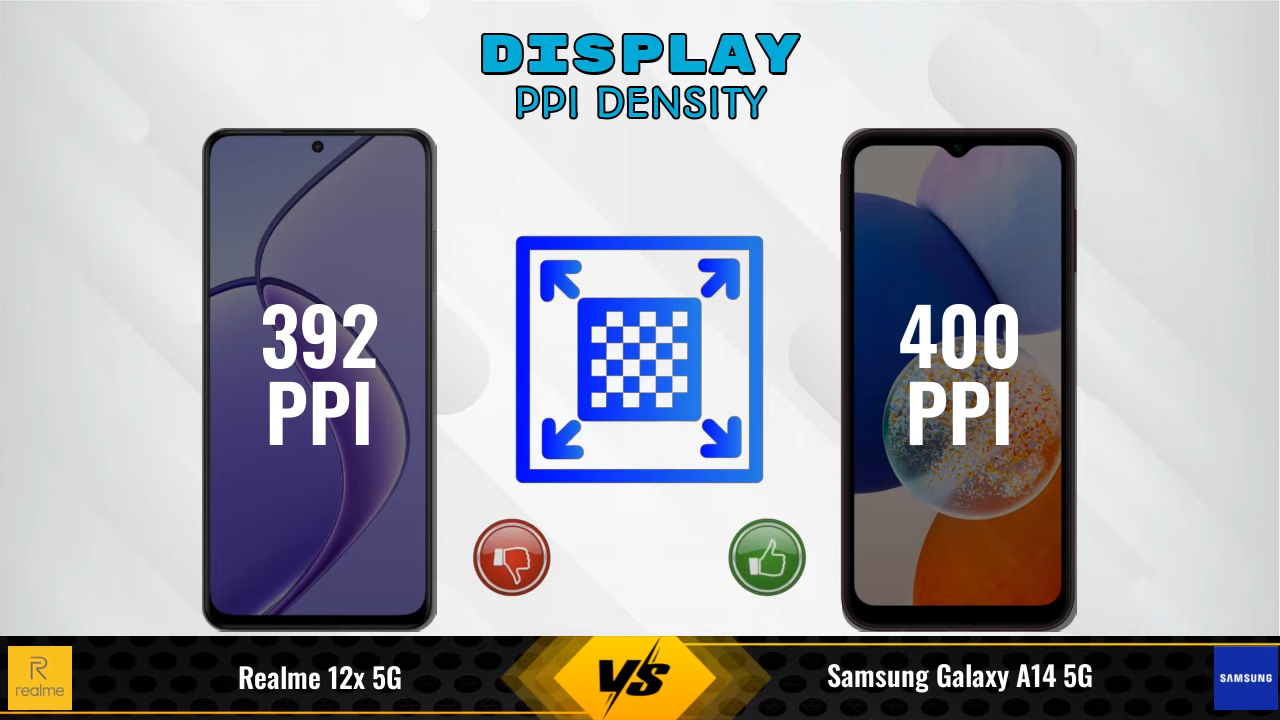 DISPLAY
PPI DENSITY
392
PPI
400
PPI
realme
Realme 12x 5G
VS
Samsung Galaxy A14 5G
SAMSUNG